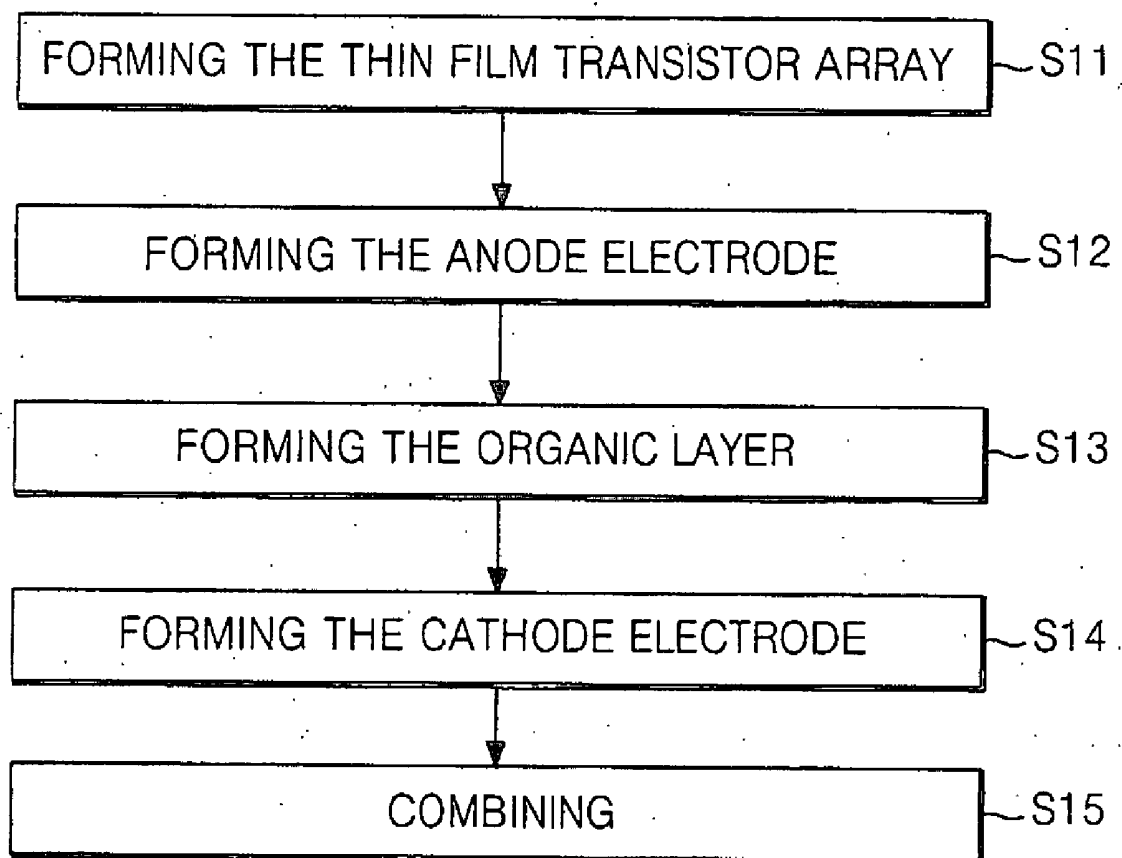 FORMING THE THIN FILM TRANSISTOR ARRAY S11
FORMING THE ANODE ELECTRODE S12
FORMING THE ORGANIC LAYER S13
FORMING THE CATHODE ELECTRODE S14
COMBINING S15